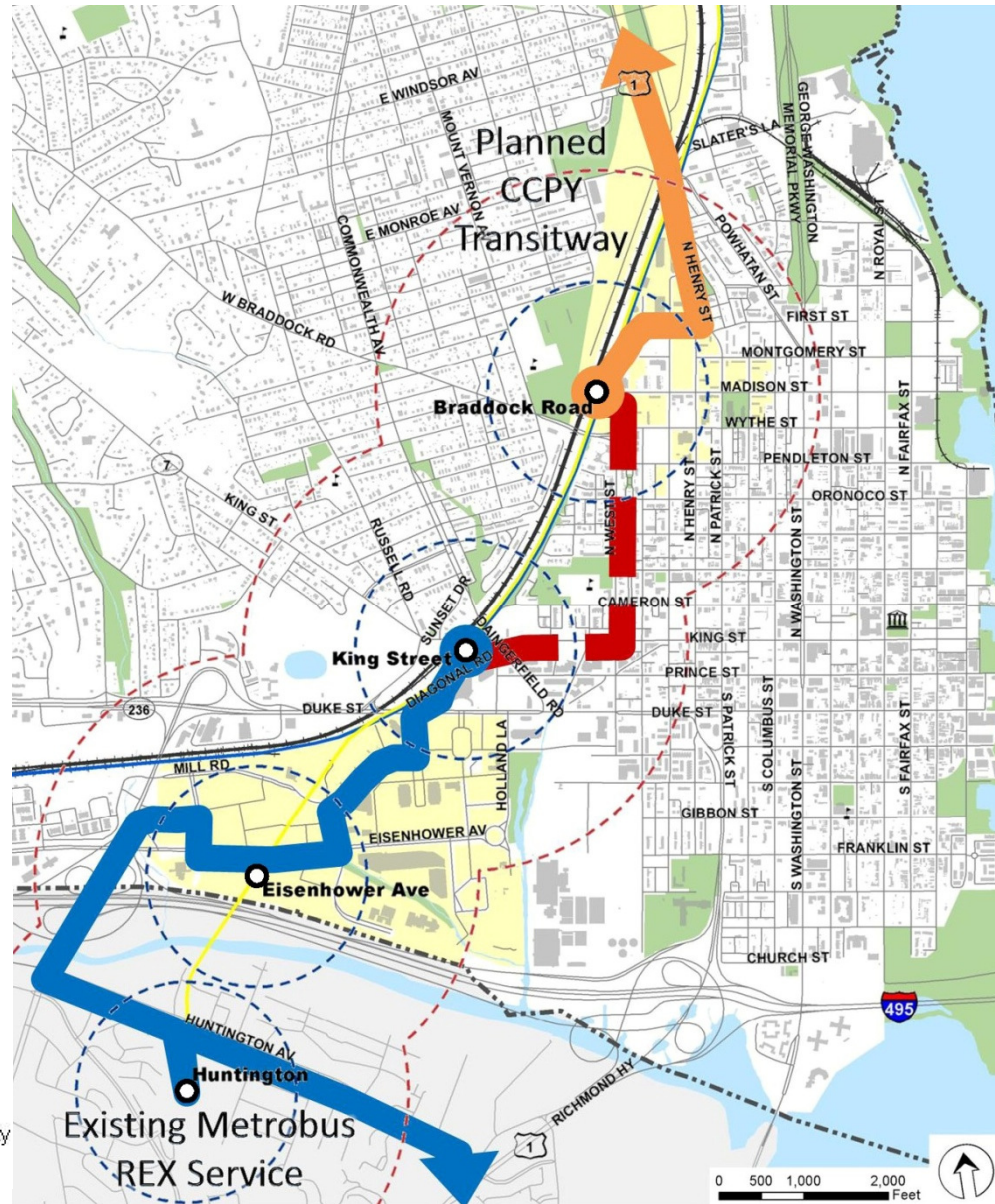 E WINDSOR AV
1
MOUNT VERNON A
SLATER'S LA
GEORGE WASHINGTON
MEMORIAL PKWY
Planned
CCPY
Transitway
COMMONWEALTH AV
E MONROE AV
POWHATAN ST
N ROYAL
N HENRY ST
W BRADDOCK RD
FIRST ST
MONTGOMERY ST
MADISON ST
Braddock Road
WYTHE ST
N FAIRFAX ST
7
KING ST
PENDLETON ST
N WEST ST
N HENRY ST
N PATRICK ST
ORONOCO ST
RUSSELL RD
SUNSET DR
N WASHINGTON ST
CAMERON ST
DAINGERFIELD RD
King Street
KING ST
DIAGONAL RD
PRINCE ST
236
DUKE ST
DUKE ST
S PATRICK ST
S COLUMBUS ST
S FAIRFAX ST
MILL RD
HOLLAND LA
S WASHINGTON ST
GIBBON ST
EISENHOWER AV
FRANKLIN ST
Eisenhower Ave
CHURCH ST
495
HUNTINGTON AV
Huntington
RICHMOND HY
y
Existing Metrobus
REX Service
1
0 500 1,000 2,000
Feet